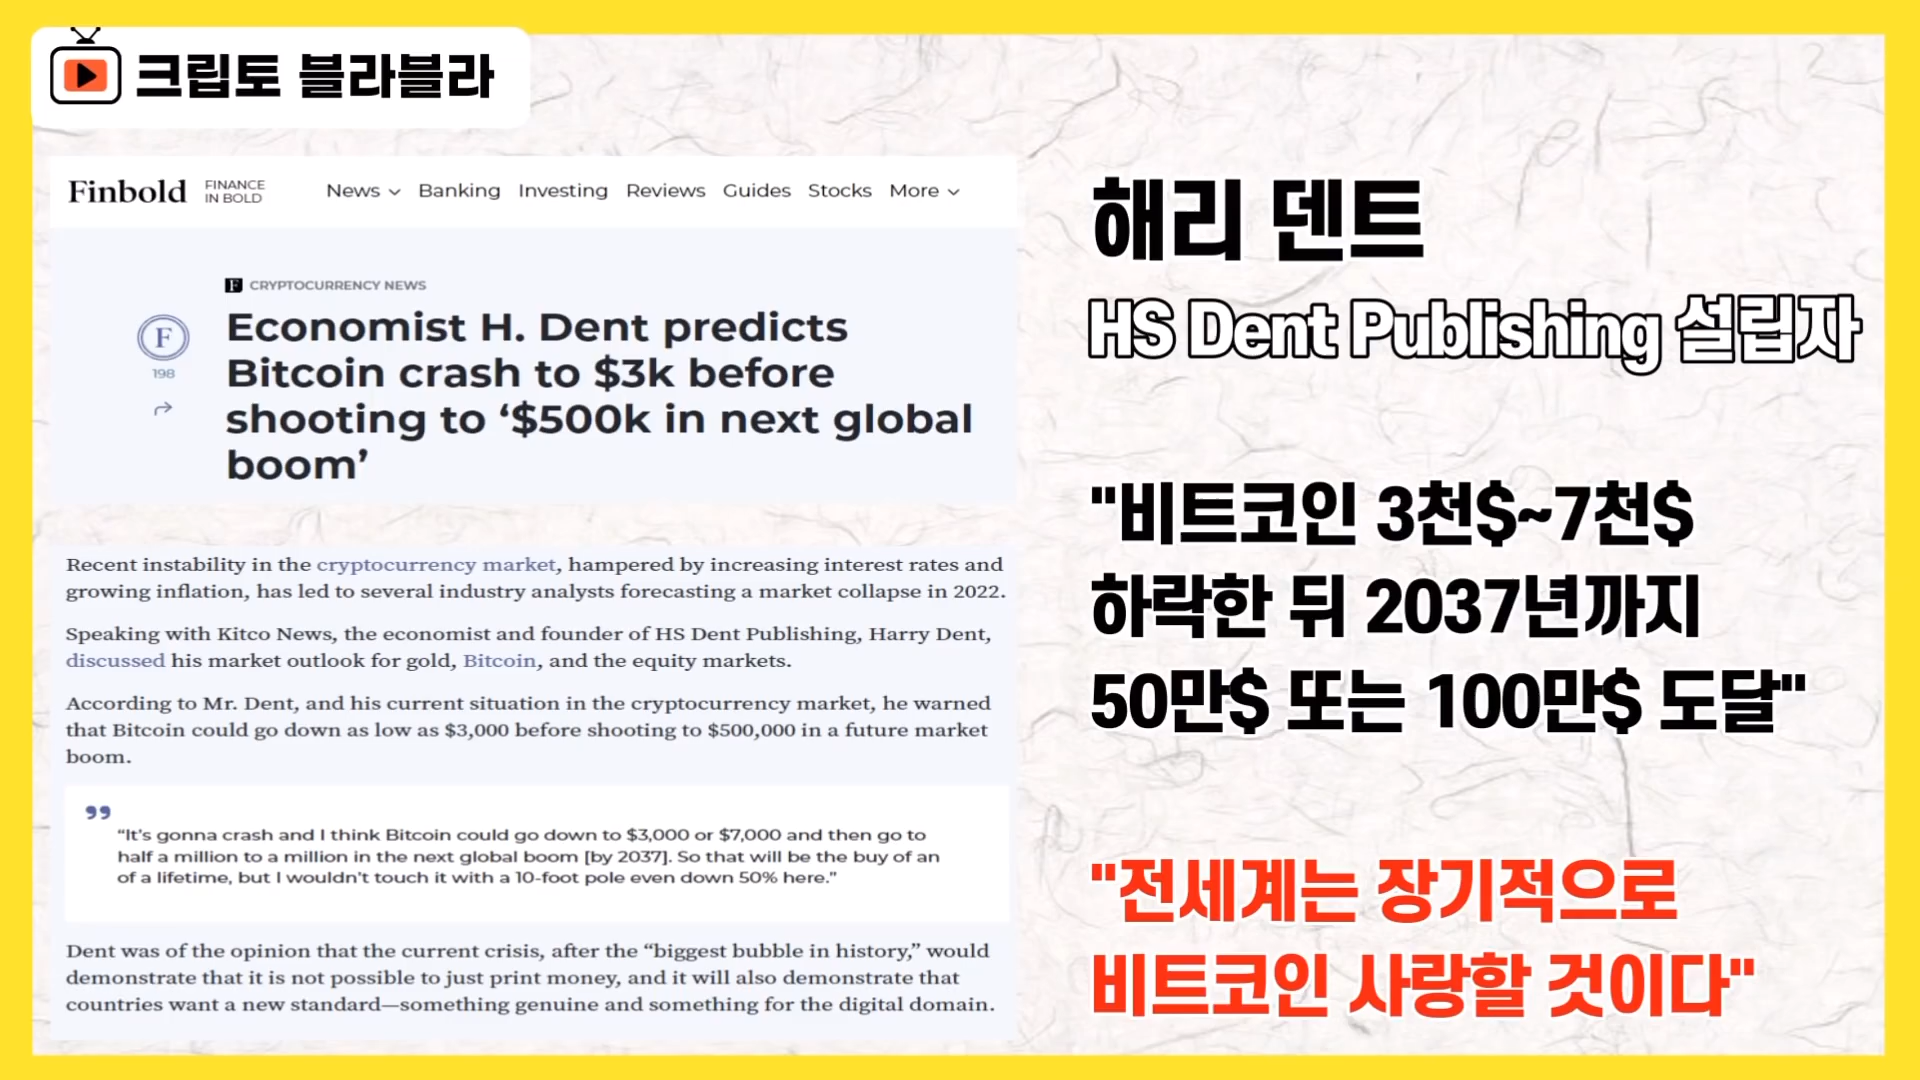 크립토 블라블라
Finbold FINANCE IN BOLD News Banking Investing Reviews Guides Stocks More
F CRYPTOCURRENCY NEWS
Economist H. Dent predicts
Bitcoin crash to $3k before
shooting to ‘$500k in next global
boom’
F
198
Recent instability in the cryptocurrency market, hampered by increasing interest rates and
growing inflation, has led to several industry analysts forecasting a market collapse in 2022.
Speaking with Kitco News, the economist and founder of HS Dent Publishing, Harry Dent,
discussed his market outlook for gold, Bitcoin, and the equity markets.
According to Mr. Dent, and his current situation in the cryptocurrency market, he warned
that Bitcoin could go down as low as $3,000 before shooting to $500,000 in a future market
boom.
“It’s gonna crash and I think Bitcoin could go down to $3,000 or $7,000 and then go to
half a million to a million in the next global boom [by 2037]. So that will be the buy of an
of a lifetime, but I wouldn’t touch it with a 10-foot pole even down 50% here.”
Dent was of the opinion that the current crisis, after the “biggest bubble in history,” would
demonstrate that it is not possible to just print money, and it will also demonstrate that
countries want a new standard—something genuine and something for the digital domain.
해리 덴트
HS Dent Publishing 설립자
"비트코인 3천$~7천$
하락한 뒤 2037년까지
50만$ 또는 100만$ 도달"
"전세계는 장기적으로
비트코인 사랑할 것이다"